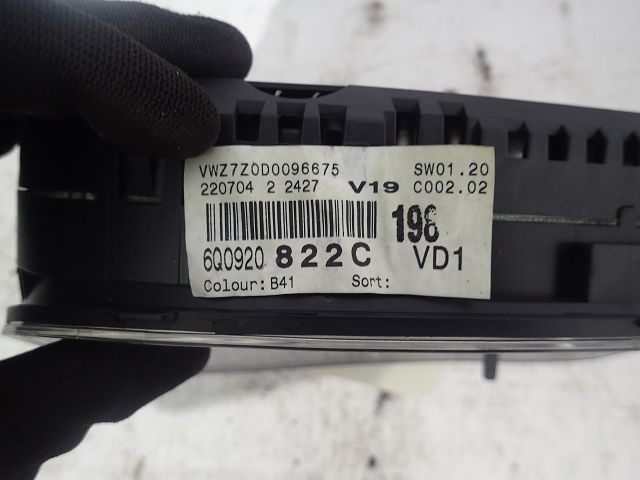 VWZ7Z0D0096675 SW01.20
220704 2 2427 V19 C002.02
198
6Q0920 822C VD1
Colour: B41 Sort: